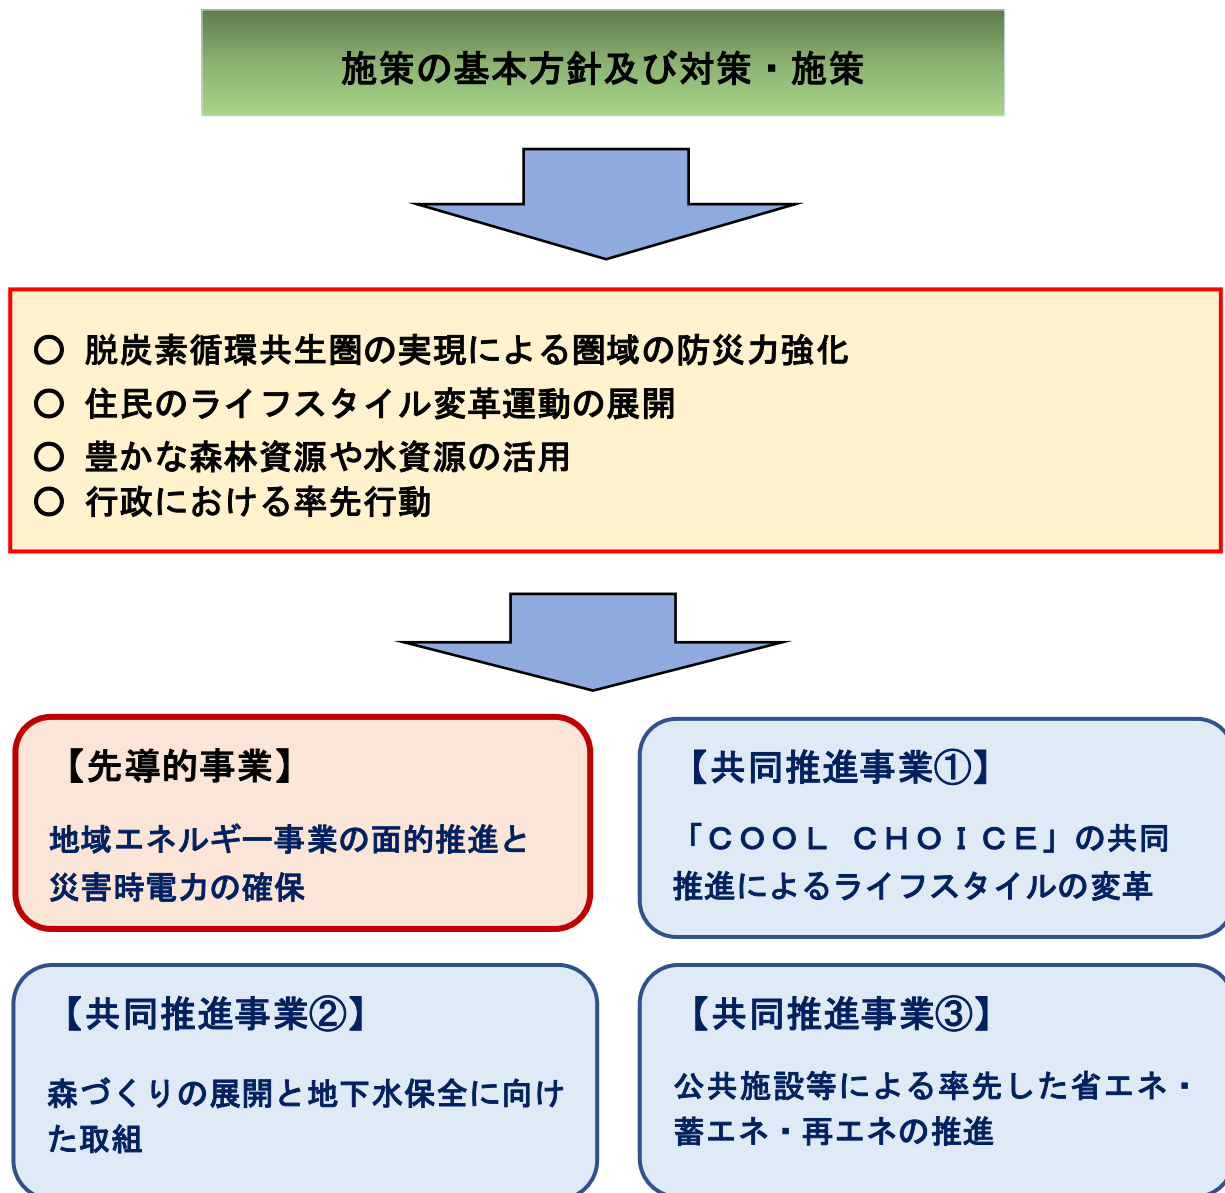 施策の基本方針及び対策・施策
〇 脱炭素循環共生圏の実現による圏域の防災力強化
〇 住民のライフスタイル変革運動の展開
〇 豊かな森林資源や水資源の活用
〇 行政における率先行動
【先導的事業】
地域エネルギー事業の面的推進と
災害時電力の確保
【共同推進事業①】
「ＣＯＯＬ ＣＨＯＩＣＥ」の共同
推進によるライフスタイルの変革
【共同推進事業②】
森づくりの展開と地下水保全に向け
た取組
【共同推進事業③】
公共施設等による率先した省エネ・
蓄エネ・再エネの推進